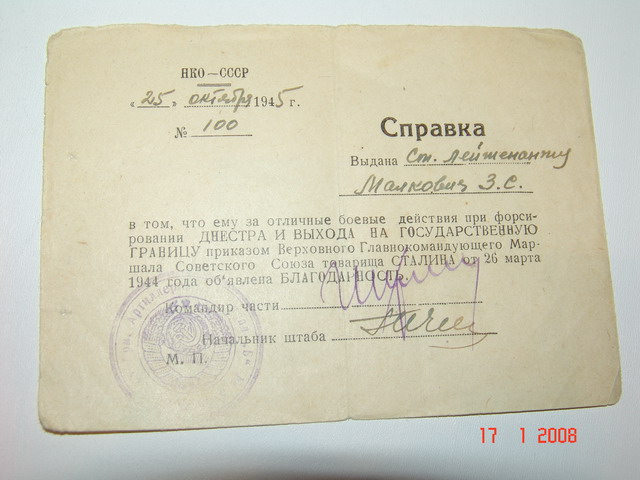 НКО—СССР
„25„ октября 1945 г.
№ 100
Справка
Выдана Ст. лейтенанту
Малкович З. С.
в том, что ему за отличные боевые действия при форси-
ровании ДНЕСТРА И ВЫХОДА НА ГОСУДАРСТВЕННУЮ
ГРАНИЦУ приказом Верховного Главнокомандующего Мар-
шала Советского Союза товарища СТАЛИНА от 26 марта
1944 года об'явлена БЛАГОДАРНОСТЬ.
Командир части
Начальник штаба
М. П.
17 1 2008